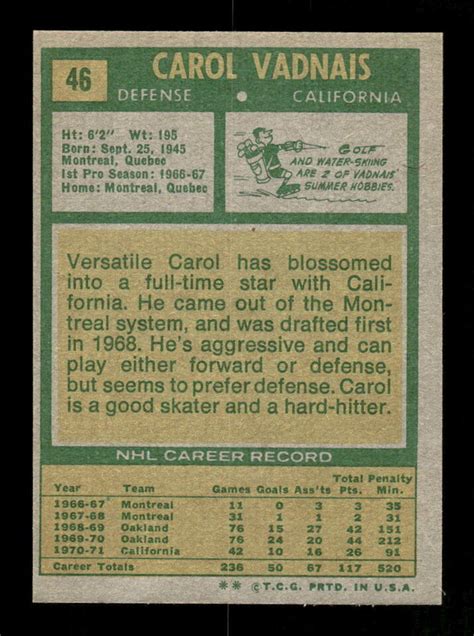 46
CAROL VADNAIS
DEFENSE • CALIFORNIA
Ht: 6'2" Wt: 195
Born: Sept. 25, 1945
Montreal, Quebec
1st Pro Season: 1966-67
Home: Montreal, Quebec
GOLF
AND WATER-SKIING
ARE 2 OF VADNAIS'
SUMMER HOBBIES.
Versatile Carol has blossomed
into a full-time star with Cali-
fornia. He came out of the Mon-
treal system, and was drafted first
in 1968. He's aggressive and can
play either forward or defense,
but seems to prefer defense. Carol
is a good skater and a hard-hitter.
NHL CAREER RECORD
Total Penalty
Year Team Games Goals Ass'ts Pts. Min.
1966-67 Montreal 11 0 3 3 35
1967-68 Montreal 31 1 1 2 31
1968-69 Oakland 76 15 27 42 151
1969-70 Oakland 76 24 20 44 212
1970-71 California 42 10 16 26 91
Career Totals 236 50 67 117 520
** ©T.C.G. PRTD. IN U.S.A.